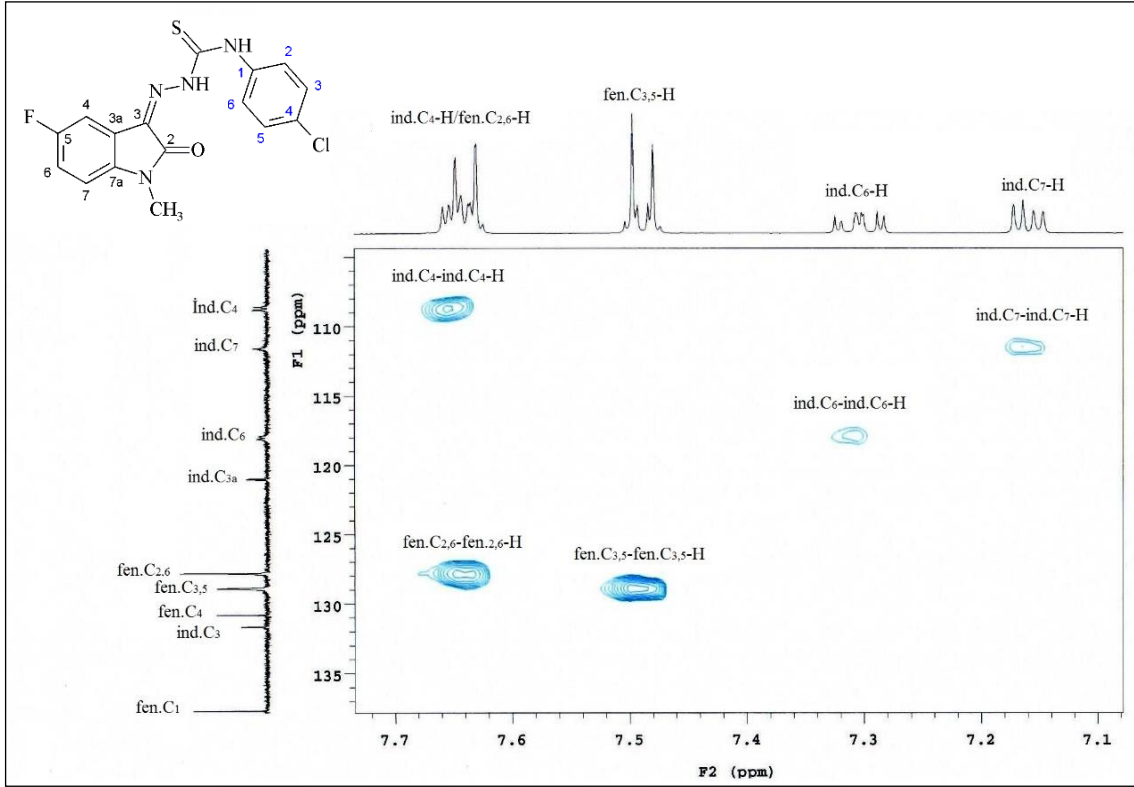 S
NH
N
NH
1
2
3
4
5
6
Cl
F
4
5
6
7
3a
3
2
7a
O
N
CH3
ind.C4-H/fen.C2,6-H
fen.C3,5-H
ind.C6-H
ind.C7-H
İnd.C4
ind.C7
ind.C6
ind.C3a
fen.C2,6
fen.C3,5
fen.C4
ind.C3
fen.C1
F1 (ppm)
110
115
120
125
130
135
ind.C4-ind.C4-H
ind.C7-ind.C7-H
ind.C6-ind.C6-H
fen.C2,6-fen.2,6-H
fen.C3,5-fen.C3,5-H
7.7 7.6 7.5 7.4 7.3 7.2 7.1
F2 (ppm)